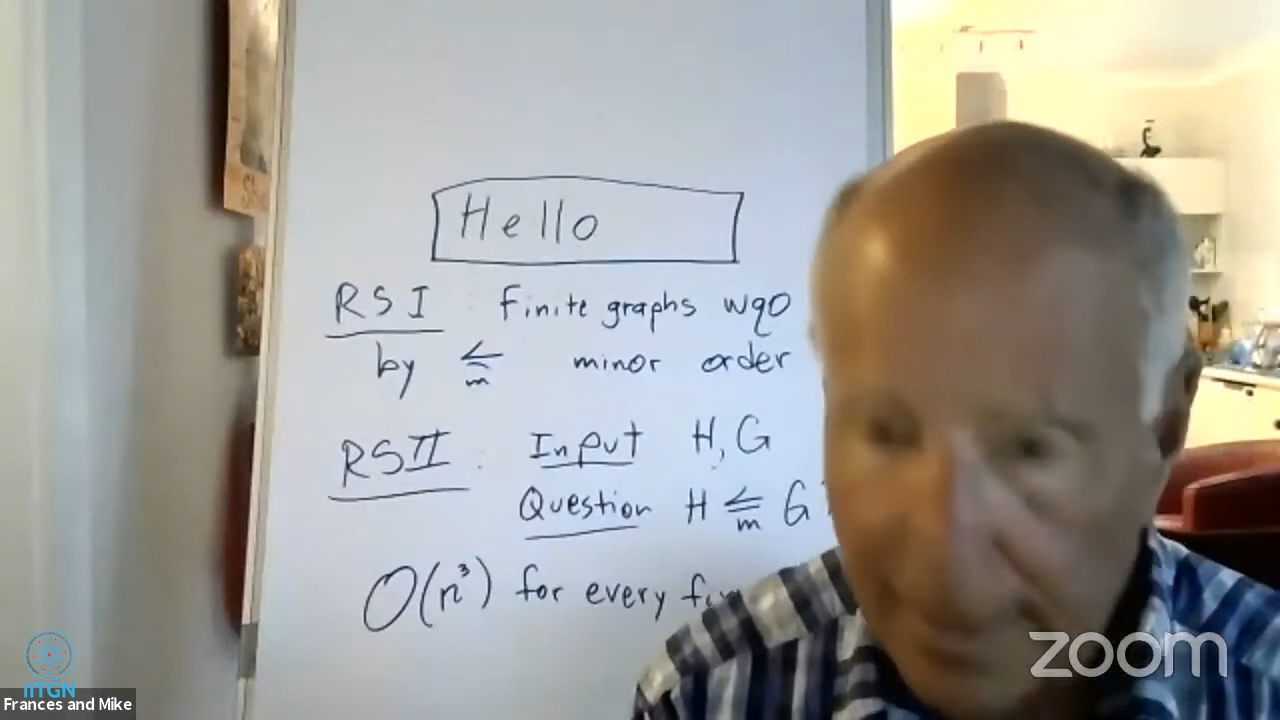 Hello
RS I : Finite graphs wqo
by ≤m minor order
RS II : Input H, G
Question H ≤m G
O(n³) for every
zoom
IITGN
Frances and Mike